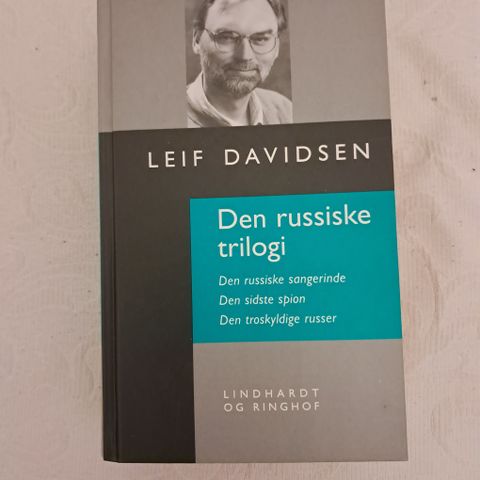 LEIF DAVIDSEN
Den russiske
trilogi
Den russiske sangerinde
Den sidste spion
Den troskyldige russer
LINDHARDT
OG RINGHOF